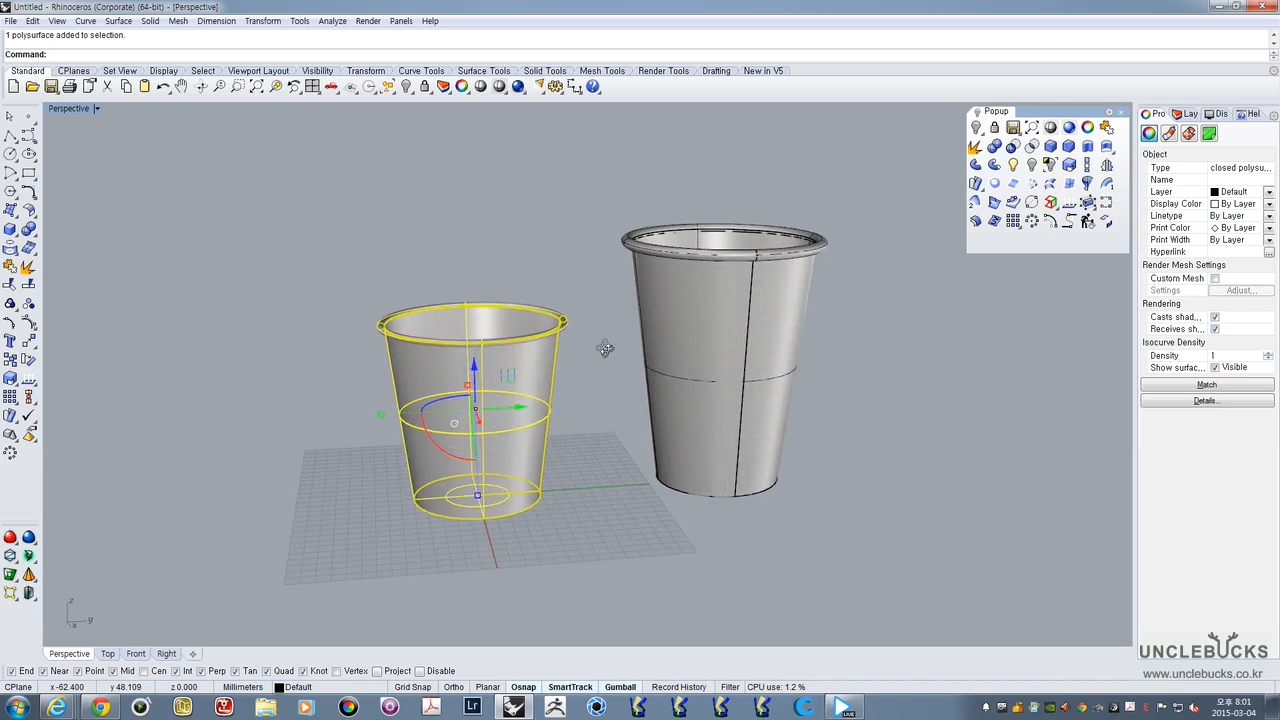 Untitled - Rhinoceros (Corporate) (64-bit) - [Perspective]
File Edit View Curve Surface Solid Mesh Dimension Transform Tools Analyze Render Panels Help
1 polysurface added to selection.
Command:
Standard CPlanes Set View Display Select Viewport Layout Visibility Transform Curve Tools Surface Tools Solid Tools Mesh Tools Render Tools Drafting New in V5
Perspective
Popup
Pro Lay Dis Hel
Object
Type closed polysu...
Name
Layer Default
Display Color By Layer
Linetype By Layer
Print Color By Layer
Print Width By Layer
Hyperlink ...
Render Mesh Settings
Custom Mesh
Settings Adjust...
Rendering
Casts shad...
Receives sh...
Isocurve Density
Density 1
Show surfac... Visible
Match
Details...
z
x y
Perspective Top Front Right
End Near Point Mid Cen Int Perp Tan Quad Knot Vertex Project Disable
CPlane x -62.400 y 48.109 z 0.000 Millimeters Default Grid Snap Ortho Planar Osnap SmartTrack Gumball Record History Filter CPU use: 1.2 %
UNCLEBUCKS
www.unclebucks.co.kr
Lr LIVE
오후 8:01
2015-03-04